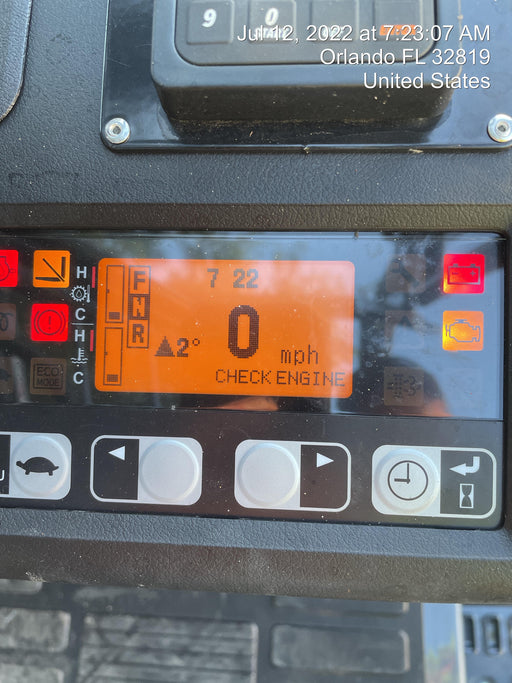 Jul 12, 2022 at 7:23:07 AM
Orlando FL 32819
United States
9 0
H
C
H
C
F
N
R
7 22
0 mph
2°
CHECK ENGINE
ECO
MODE